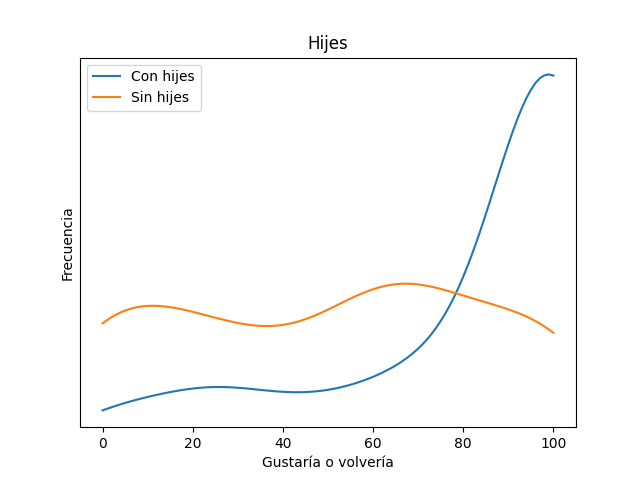 Hijes
Con hijes
Sin hijes
Frecuencia
0 20 40 60 80 100
Gustaría o volvería